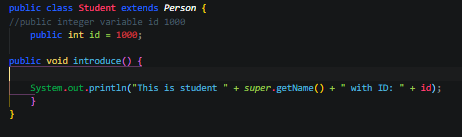 public class Student extends Person {
//public integer variable id 1000
public int id = 1000;
public void introduce() {
System.out.println("This is student " + super.getName() + " with ID: " + id);
}
}